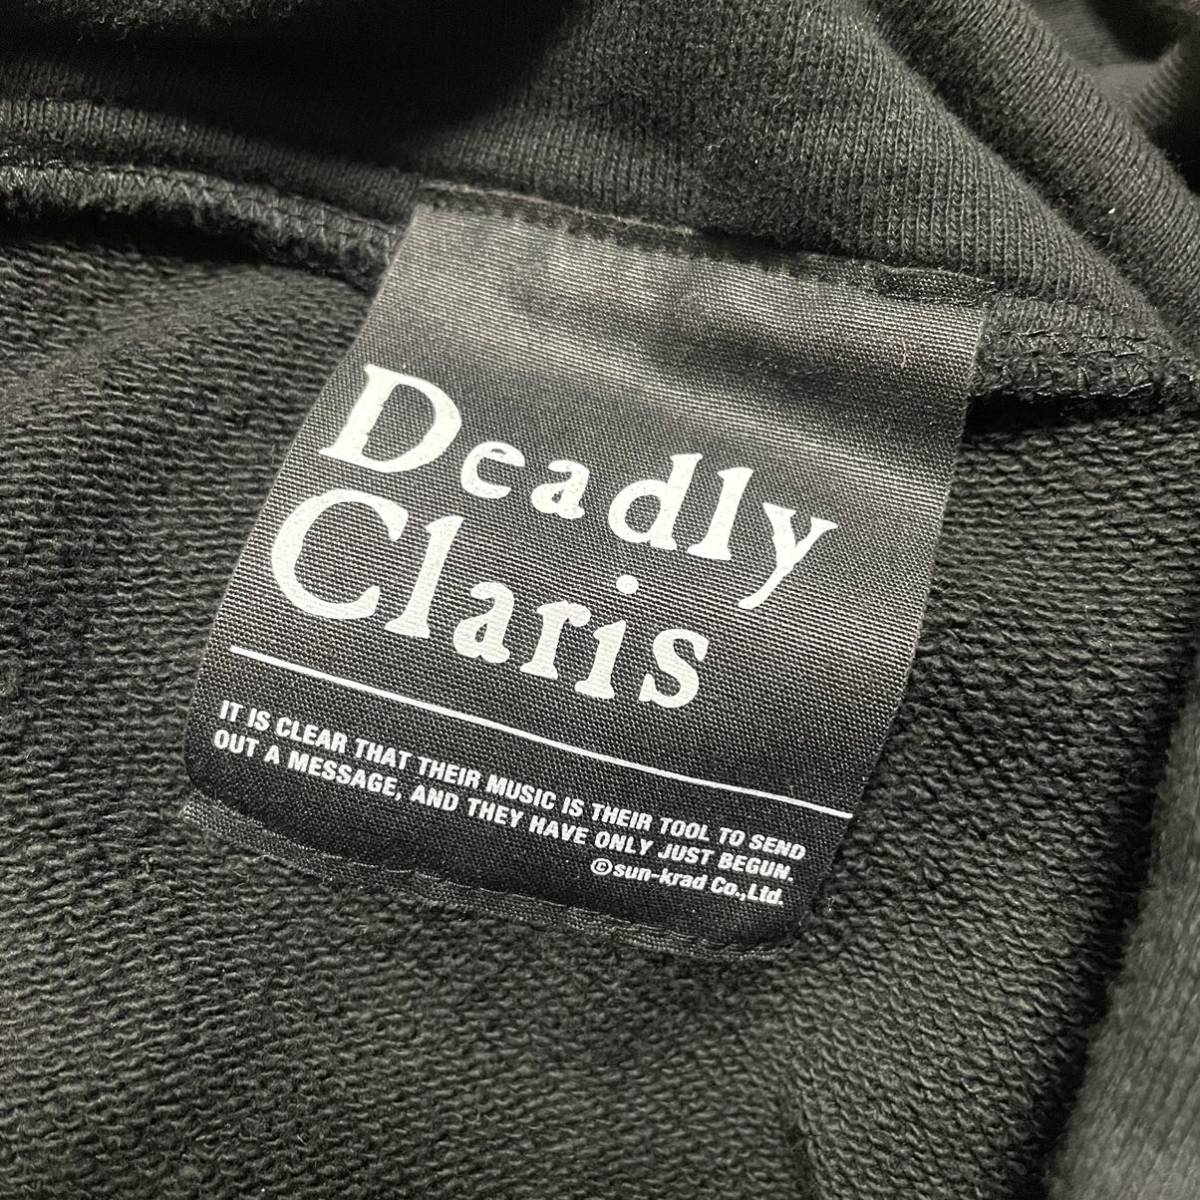 Deadly
Claris
IT IS CLEAR THAT THEIR MUSIC IS THEIR TOOL TO SEND
OUT A MESSAGE, AND THEY HAVE ONLY JUST BEGUN.
©sun-krad Co.,Ltd.